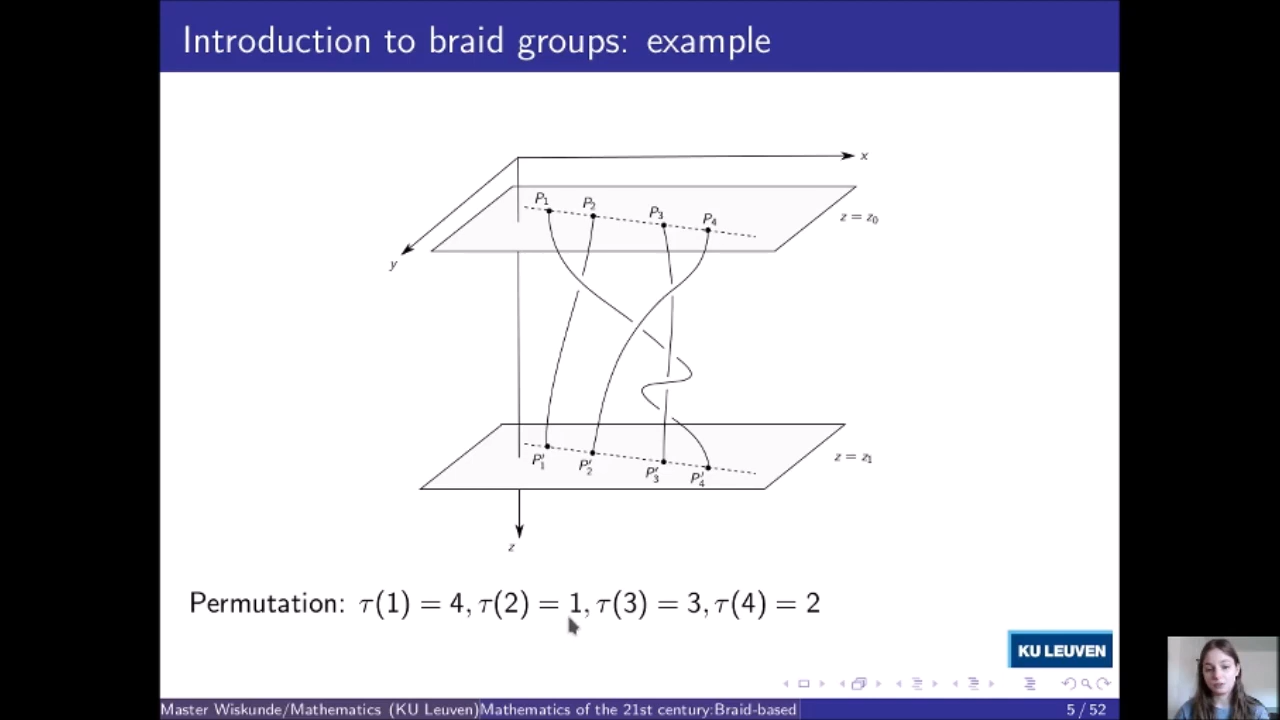 Introduction to braid groups: example
x
P₁ P₂ P₃ P₄
z = z₀
y
P′₁ P′₂ P′₃ P′₄
z = z₁
z
Permutation: τ(1) = 4, τ(2) = 1, τ(3) = 3, τ(4) = 2
KU LEUVEN
Master Wiskunde/Mathematics (KU Leuven) Mathematics of the 21st century:Braid-based 5 / 52